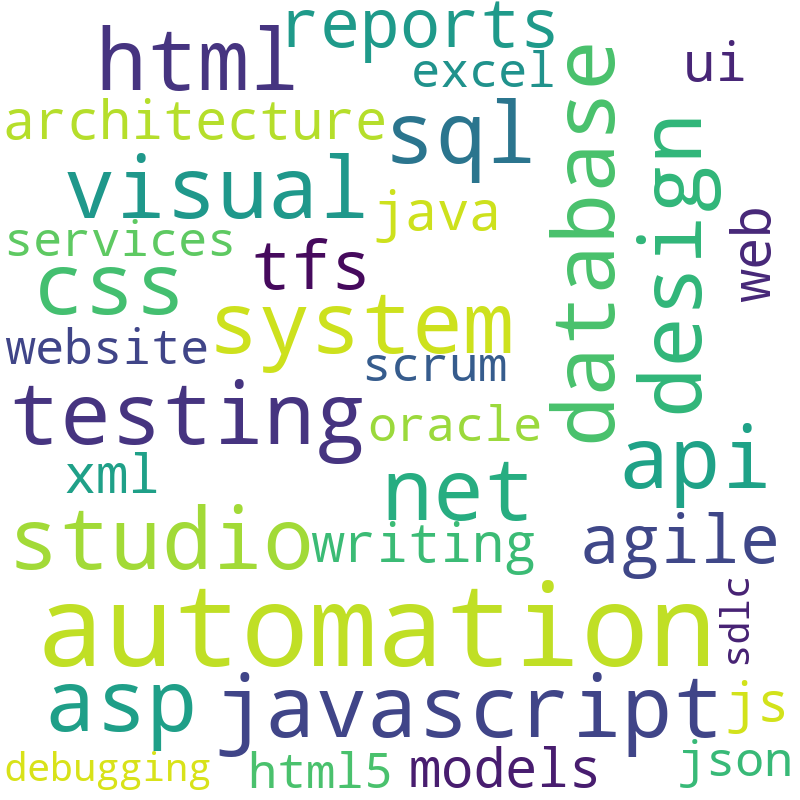 reports
html
excel
ui
architecture
sql
database
design
visual
java
services
tfs
web
css
system
website
scrum
testing
oracle
api
xml
net
studio
writing
agile
automation
sdlc
asp
javascript
js
debugging
html5
models
json